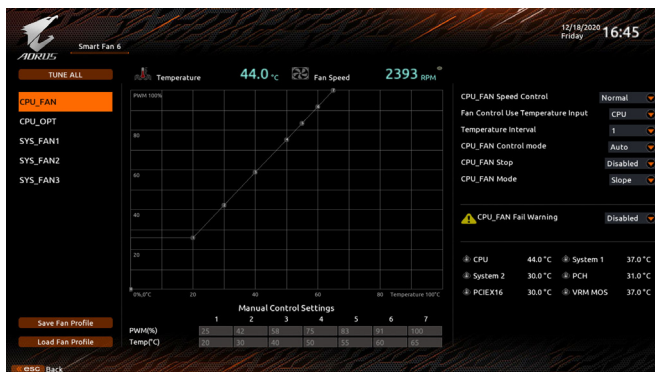 12/18/2020
Friday 16:45
AORUS
Smart Fan 6
TUNE ALL
Temperature 44.0 °C Fan Speed 2393 RPM
CPU_FAN
CPU_OPT
SYS_FAN1
SYS_FAN2
SYS_FAN3
PWM 100%
80
60
40
20
0%,0°C 20 40 60 80 Temperature 100°C
CPU_FAN Speed Control Normal
Fan Control Use Temperature Input CPU
Temperature Interval 1
CPU_FAN Control mode Auto
CPU_FAN Stop Disabled
CPU_FAN Mode Slope
CPU_FAN Fail Warning Disabled
CPU 44.0°C System 1 37.0°C
System 2 30.0°C PCH 31.0°C
PCIEX16 30.0°C VRM MOS 37.0°C
Manual Control Settings
1 2 3 4 5 6 7
PWM(%) 25 42 58 75 83 91 100
Temp(°C) 20 30 40 50 55 60 65
Save Fan Profile
Load Fan Profile
esc Back